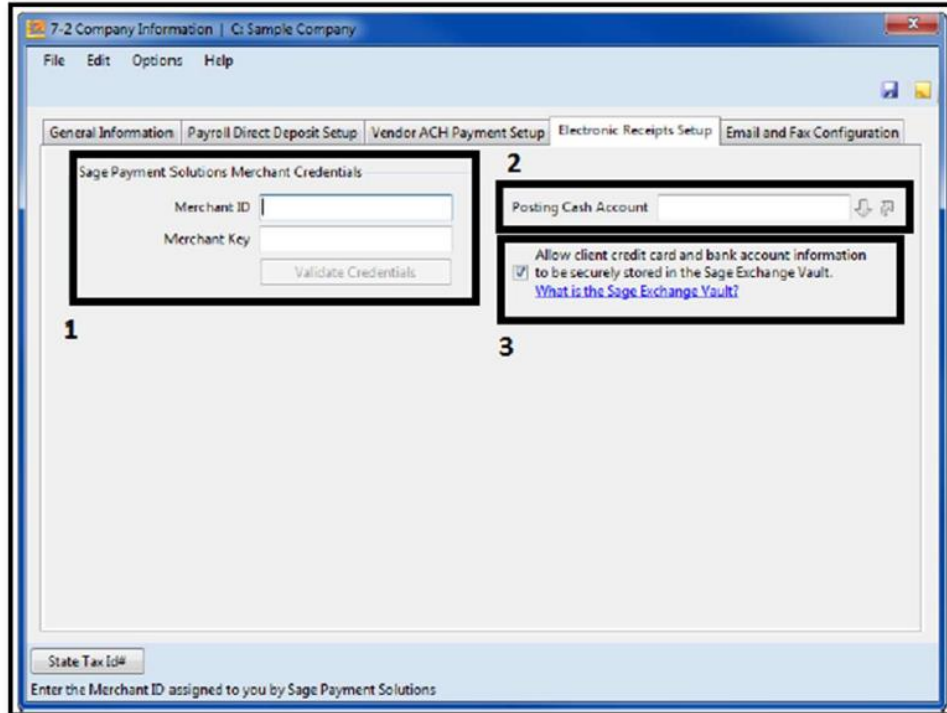 7-2 Company Information | C: Sample Company
File Edit Options Help
General Information Payroll Direct Deposit Setup Vendor ACH Payment Setup Electronic Receipts Setup Email and Fax Configuration
Sage Payment Solutions Merchant Credentials
Merchant ID
Merchant Key
Validate Credentials
1
2
Posting Cash Account
Allow client credit card and bank account information
to be securely stored in the Sage Exchange Vault.
What is the Sage Exchange Vault?
3
State Tax Id#
Enter the Merchant ID assigned to you by Sage Payment Solutions